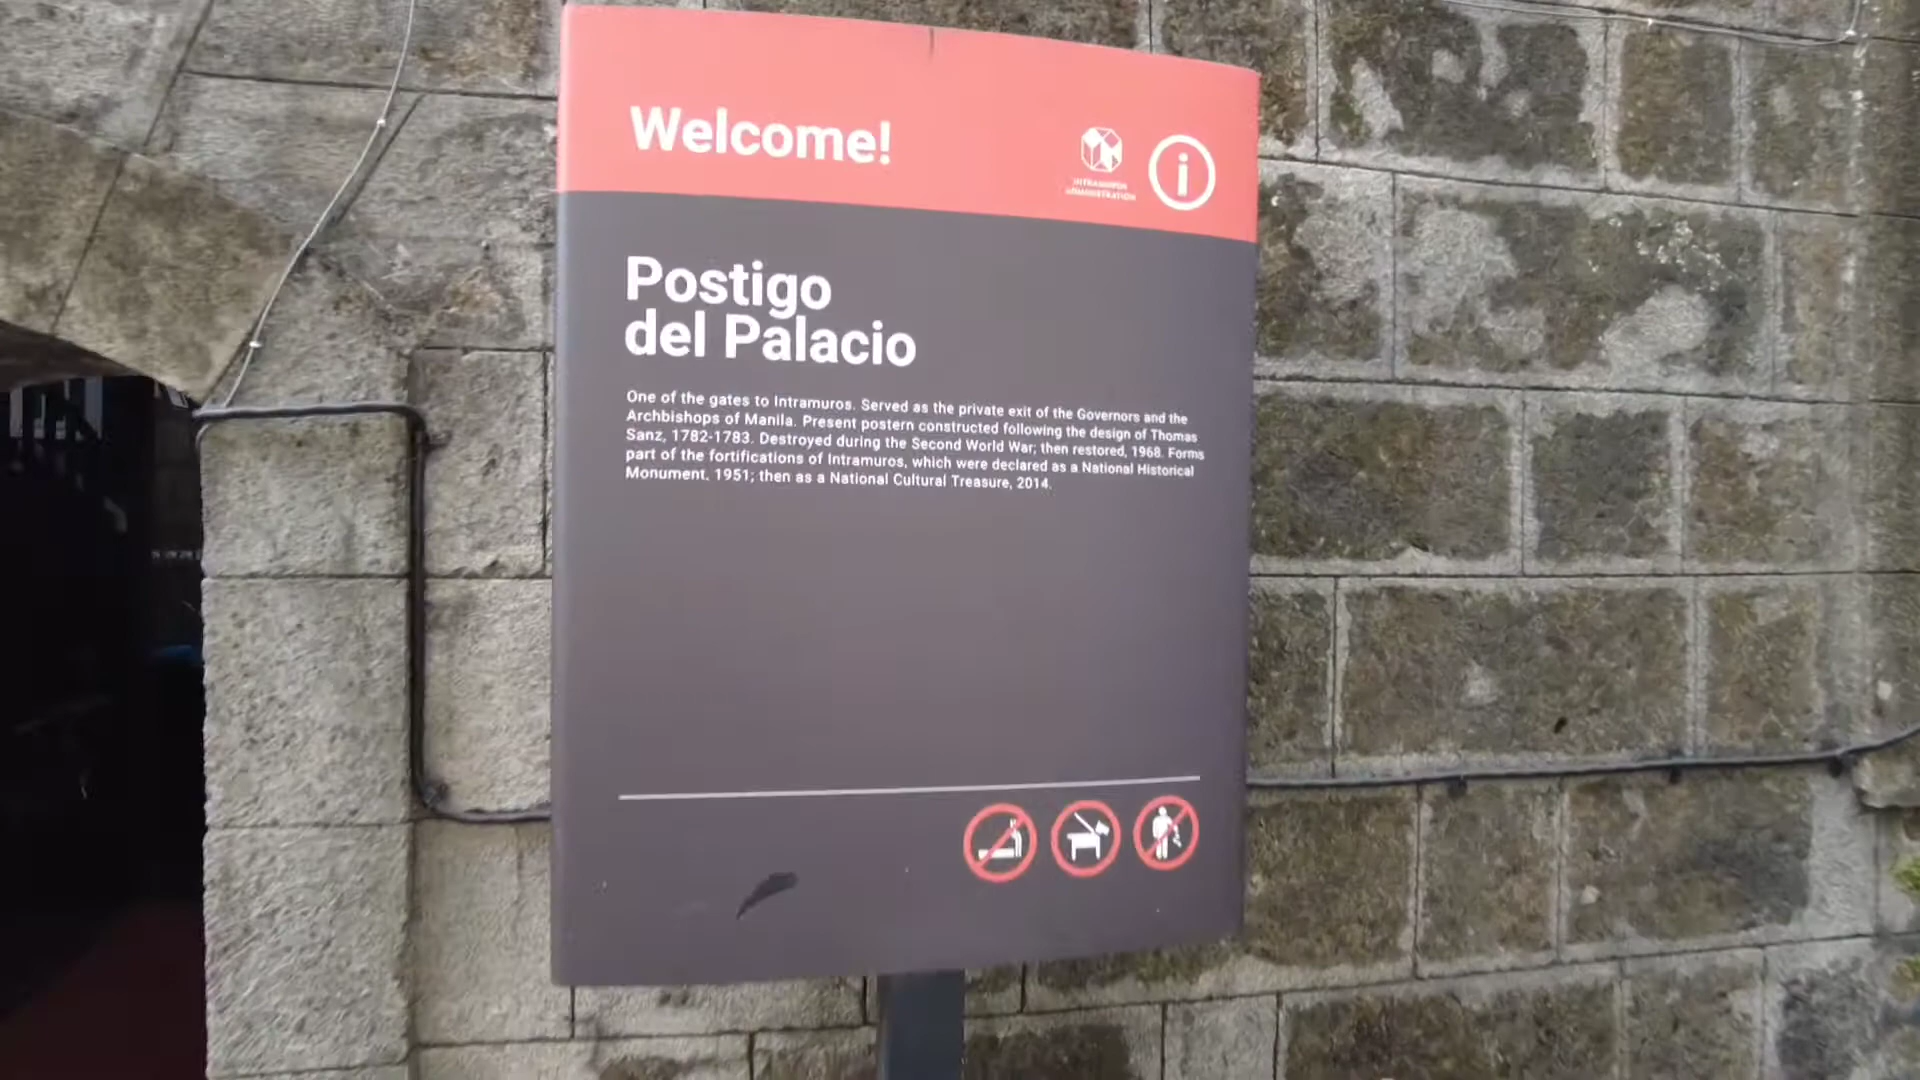 Welcome!
INTRAMUROS
ADMINISTRATION
i
Postigo
del Palacio
One of the gates to Intramuros. Served as the private exit of the Governors and the
Archbishops of Manila. Present postern constructed following the design of Thomas
Sanz, 1782-1783. Destroyed during the Second World War; then restored, 1968. Forms
part of the fortifications of Intramuros, which were declared as a National Historical
Monument. 1951; then as a National Cultural Treasure, 2014.